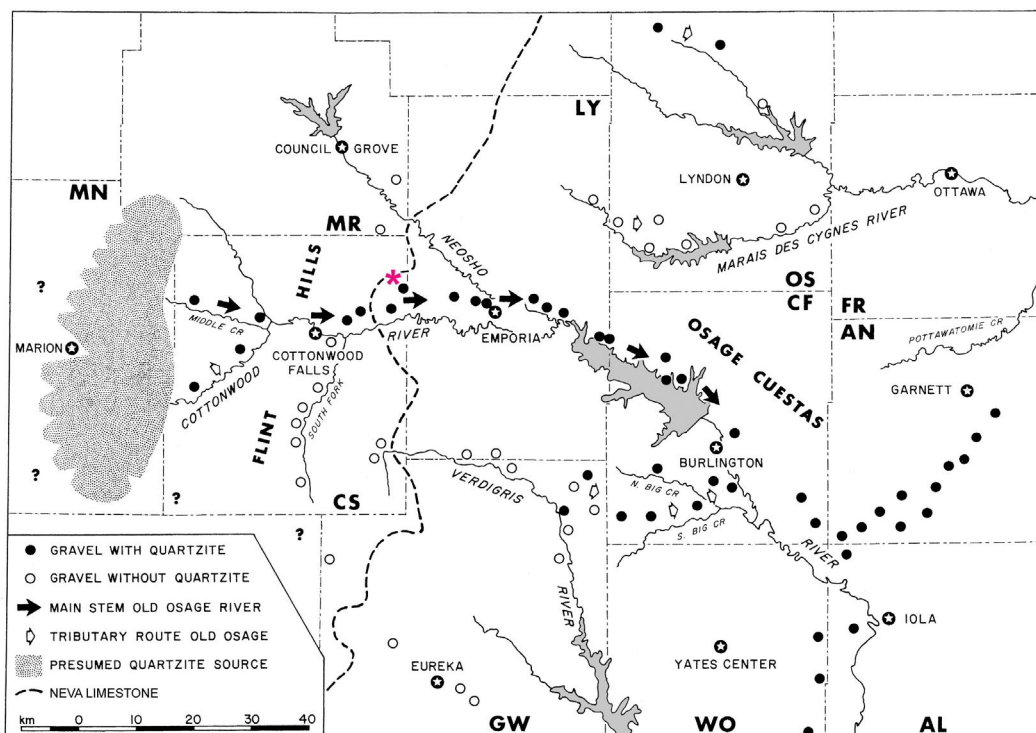 LY
COUNCIL GROVE
LYNDON
OTTAWA
MN
MR
NEOSHO
MARAIS DES CYGNES RIVER
OS
CF
FR
AN
HILLS
?
MIDDLE CR
MARION
COTTONWOOD
FALLS
RIVER
EMPORIA
OSAGE CUESTAS
POTTAWATOMIE CR
GARNETT
COTTONWOOD
FLINT
SOUTH FORK
BURLINGTON
VERDIGRIS
N. BIG CR
?
?
CS
S. BIG CR
?
RIVER
RIVER
IOLA
EUREKA
YATES CENTER
GW
WO
AL
GRAVEL WITH QUARTZITE
GRAVEL WITHOUT QUARTZITE
MAIN STEM OLD OSAGE RIVER
TRIBUTARY ROUTE OLD OSAGE
PRESUMED QUARTZITE SOURCE
NEVA LIMESTONE
km 0 10 20 30 40